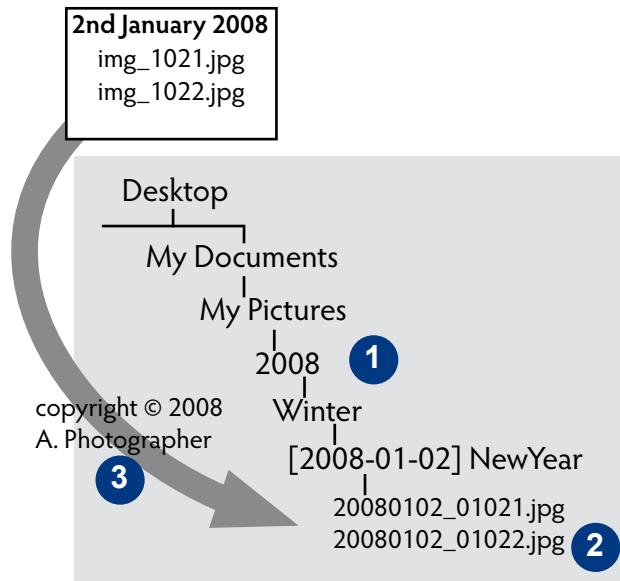 2nd January 2008
img_1021.jpg
img_1022.jpg
Desktop
My Documents
My Pictures
2008
1
Winter
copyright © 2008
A. Photographer
3
[2008-01-02] NewYear
20080102_01021.jpg
20080102_01022.jpg
2